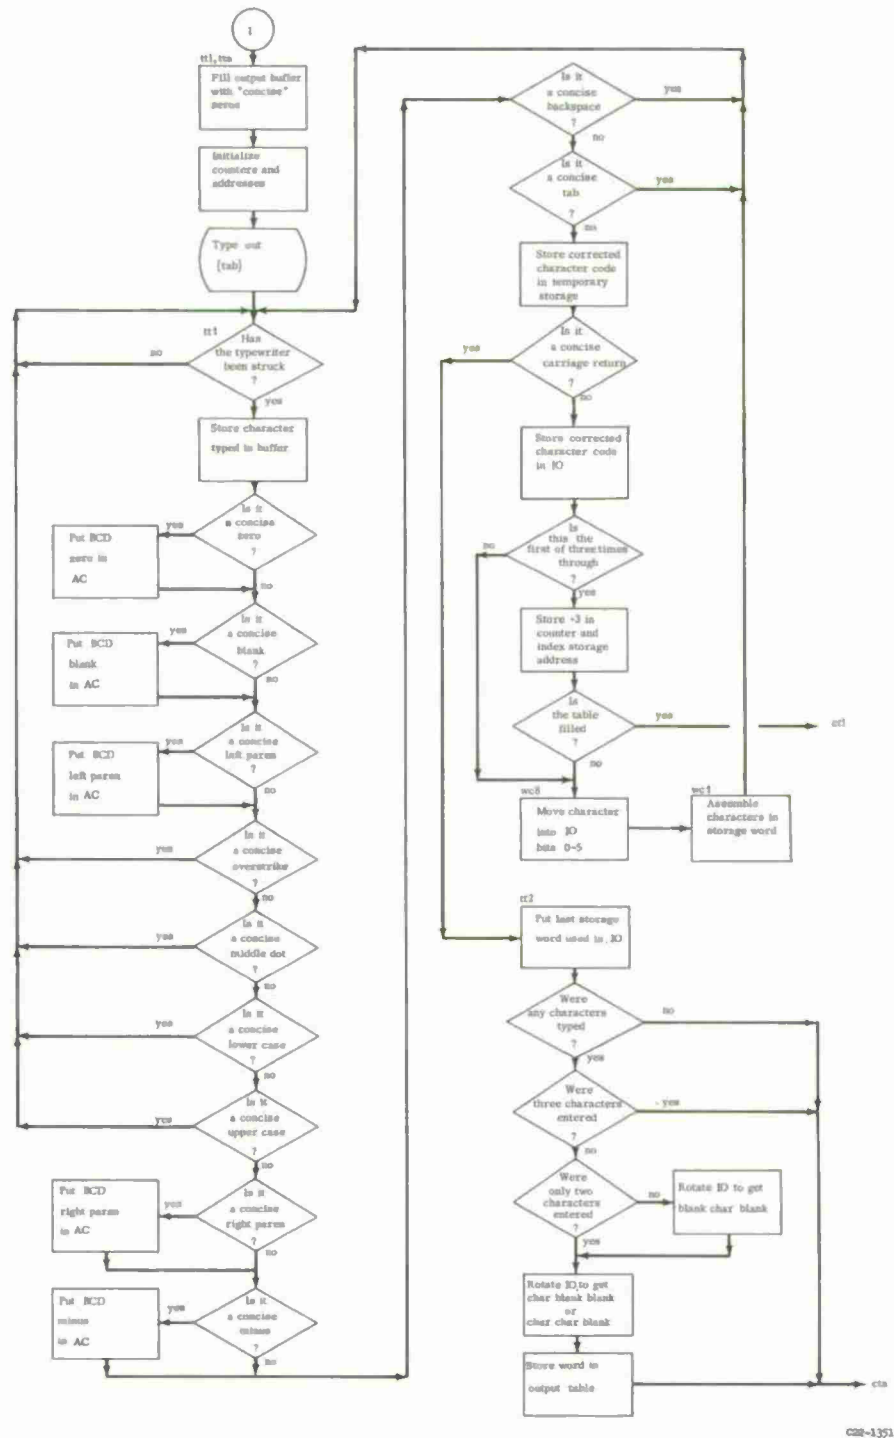 1
tt1, tta
Fill output buffer
with "concise"
zeros
Initialize
counters and
addresses
Type out
(tab)
tt1
Has
the typewriter
been struck
?
no
yes
Store character
typed in buffer
Is it
a concise
zero
?
yes
no
Put BCD
zero in
AC
Is it
a concise
blank
?
yes
no
Put BCD
blank
in AC
Is it
a concise
left paren
?
yes
no
Put BCD
left paren
in AC
Is it
a concise
overstrike
?
yes
no
Is it
a concise
middle dot
?
yes
no
Is it
a concise
lower case
?
yes
no
Is it
a concise
upper case
?
yes
no
Is it
a concise
right paren
?
yes
no
Put BCD
right paren
in AC
Is it
a concise
minus
?
yes
no
Put BCD
minus
in AC
Is it
a concise
backspace
?
yes
no
Is it
a concise
tab
?
yes
no
Store corrected
character code
in temporary
storage
Is it
a concise
carriage return
?
yes
no
Store corrected
character code
in IO
Is
this the
first of three times
through
?
no
yes
Store -3 in
counter and
index storage
address
Is
the table
filled
?
yes
no
wc8
Move character
into IO
bits 0-5
wc1
Assemble
characters in
storage word
tt2
Put last storage
word used in IO
Were
any characters
typed
?
no
yes
Were
three characters
entered
?
yes
no
Were
only two
characters
entered
?
no
yes
Rotate IO to get
blank char blank
Rotate IO, to get
char blank blank
or
char char blank
Store word in
output table
cta
C22-1351